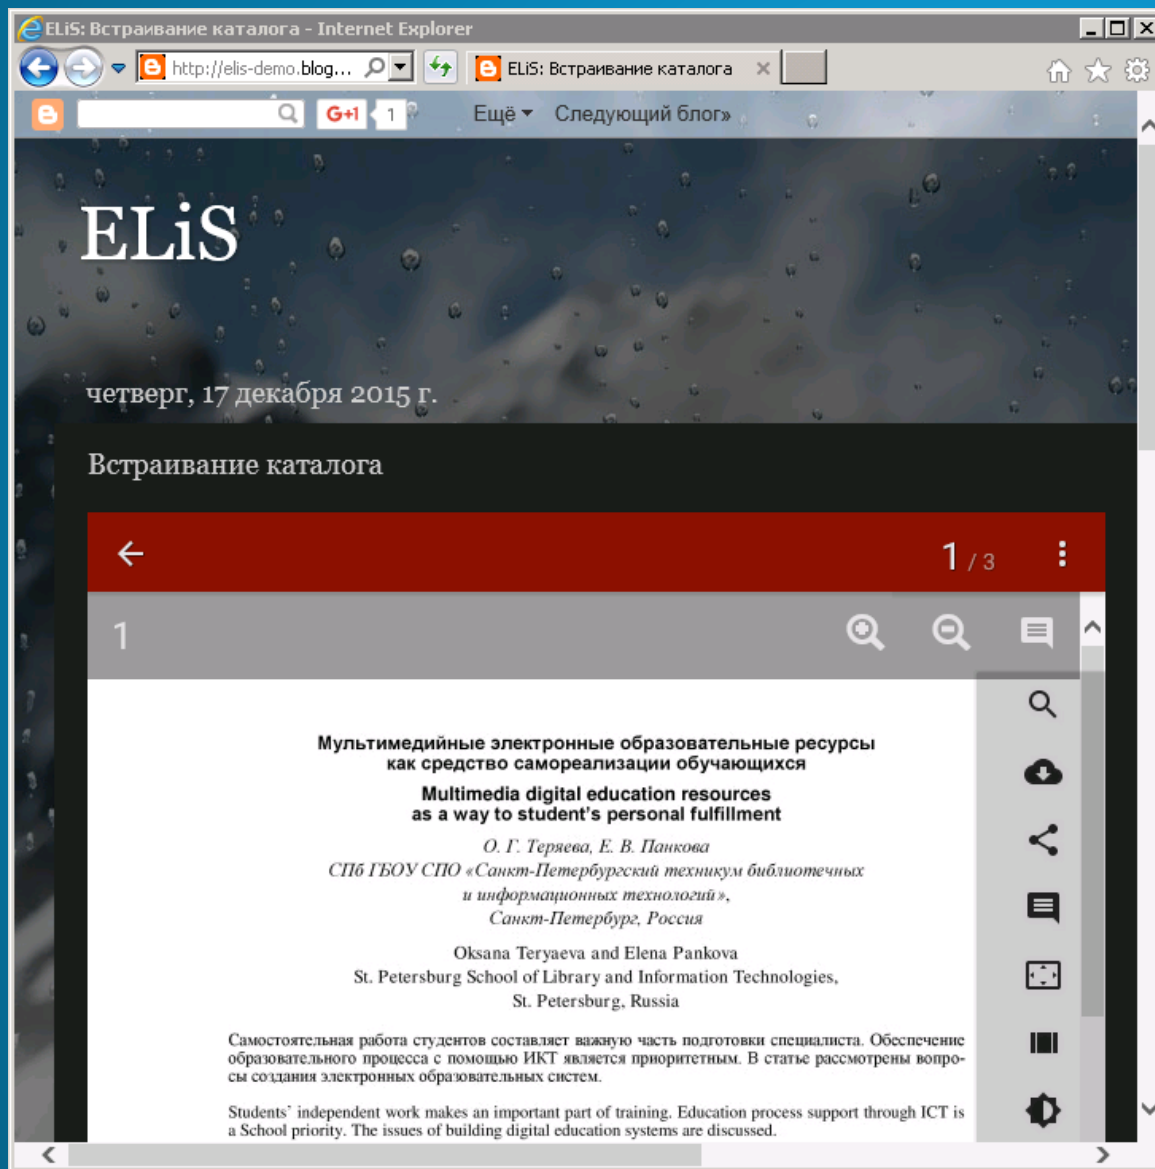 ELiS: Встраивание каталога - Internet Explorer
http://elis-demo.blog...
ELiS: Встраивание каталога
G+1 1 Ещё Следующий блог»
ELiS
четверг, 17 декабря 2015 г.
Встраивание каталога
1 / 3
1
Мультимедийные электронные образовательные ресурсы
как средство самореализации обучающихся
Multimedia digital education resources
as a way to student's personal fulfillment
О. Г. Теряева, Е. В. Панкова
СПб ГБОУ СПО «Санкт-Петербургский техникум библиотечных
и информационных технологий»,
Санкт-Петербург, Россия
Oksana Teryaeva and Elena Pankova
St. Petersburg School of Library and Information Technologies,
St. Petersburg, Russia
Самостоятельная работа студентов составляет важную часть подготовки специалиста. Обеспечение
образовательного процесса с помощью ИКТ является приоритетным. В статье рассмотрены вопро-
сы создания электронных образовательных систем.
Students' independent work makes an important part of training. Education process support through ICT is
a School priority. The issues of building digital education systems are discussed.